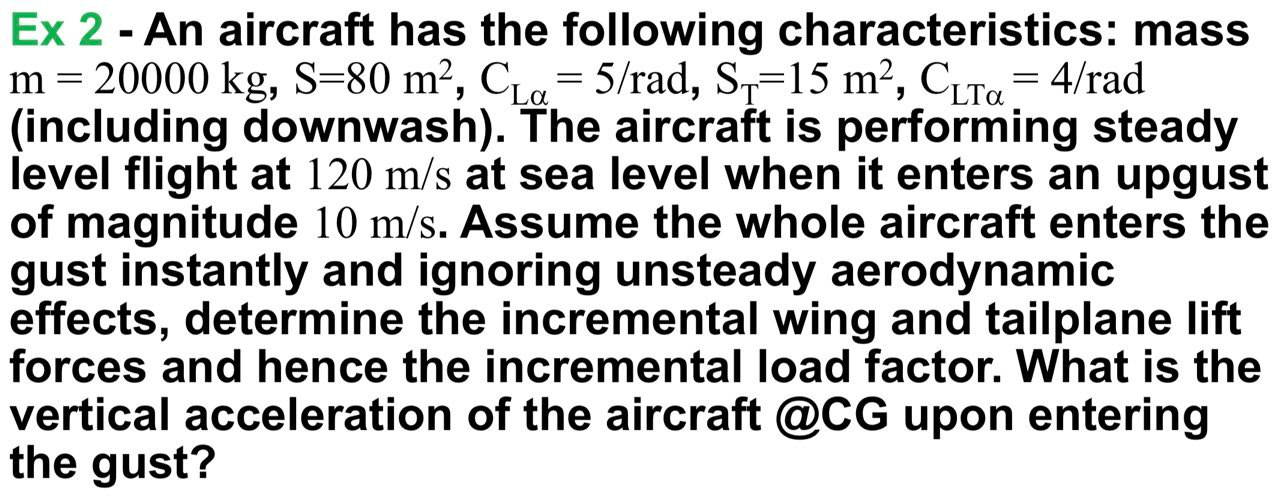 Ex 2 - An aircraft has the following characteristics: mass
m = 20000 kg, S=80 m², C_Lα = 5/rad, S_T=15 m², C_LTα = 4/rad
(including downwash). The aircraft is performing steady
level flight at 120 m/s at sea level when it enters an upgust
of magnitude 10 m/s. Assume the whole aircraft enters the
gust instantly and ignoring unsteady aerodynamic
effects, determine the incremental wing and tailplane lift
forces and hence the incremental load factor. What is the
vertical acceleration of the aircraft @CG upon entering
the gust?